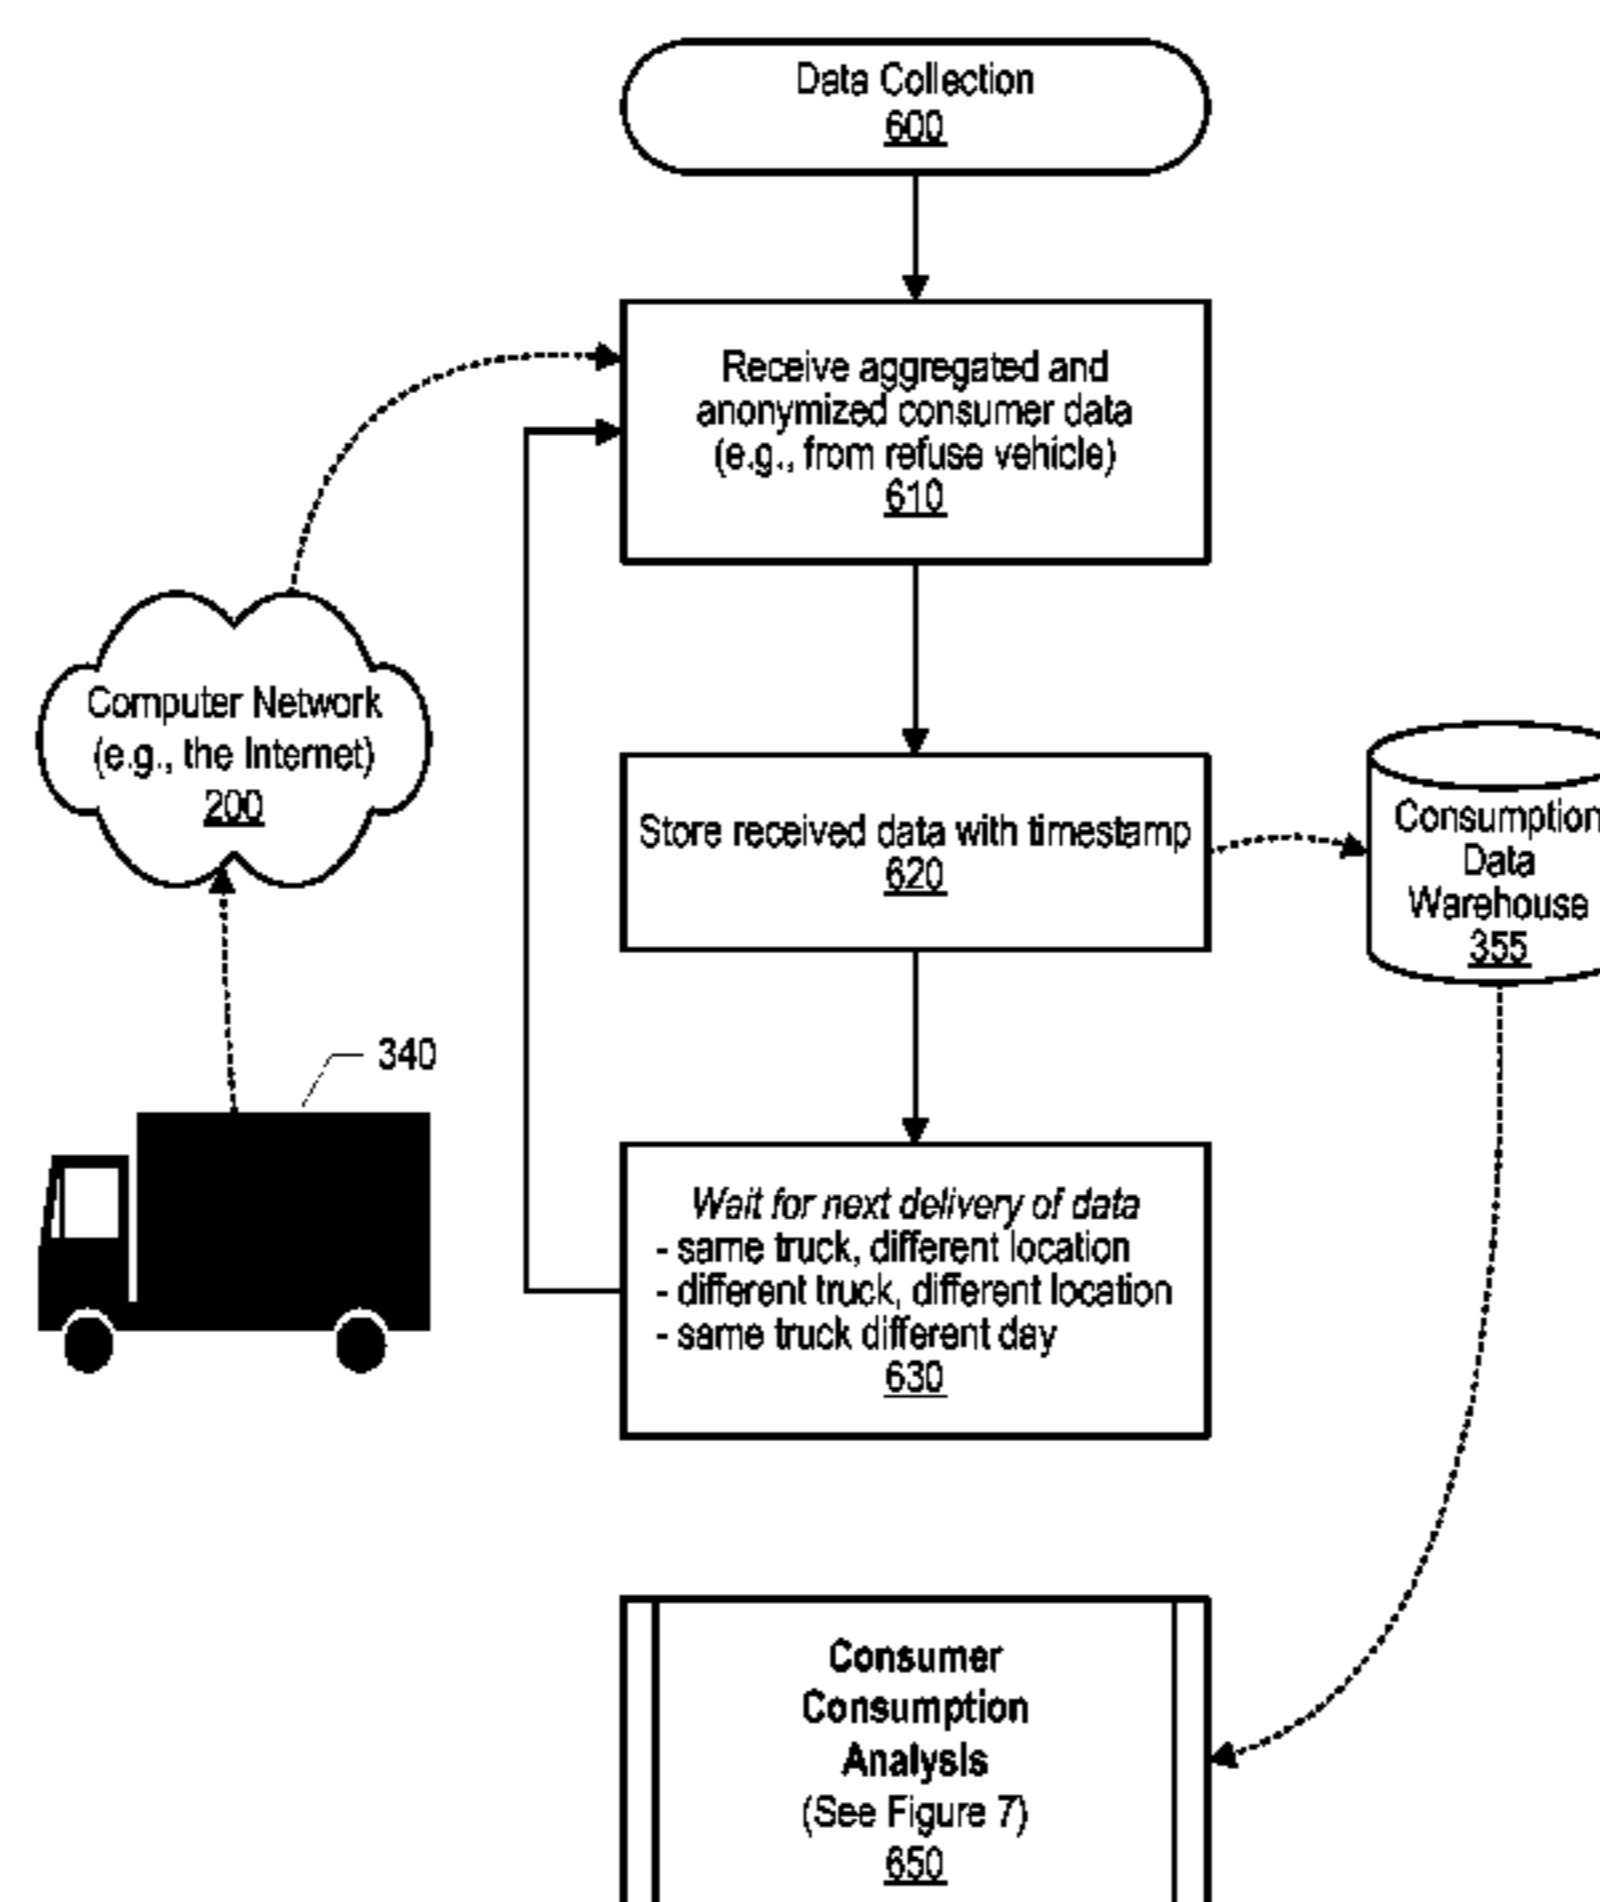 Data Collection
600
Receive aggregated and
anonymized consumer data
(e.g., from refuse vehicle)
610
Computer Network
(e.g., the Internet)
200
Store received data with timestamp
620
Consumption
Data
Warehouse
355
340
Wait for next delivery of data
- same truck, different location
- different truck, different location
- same truck different day
630
Consumer
Consumption
Analysis
(See Figure 7)
650